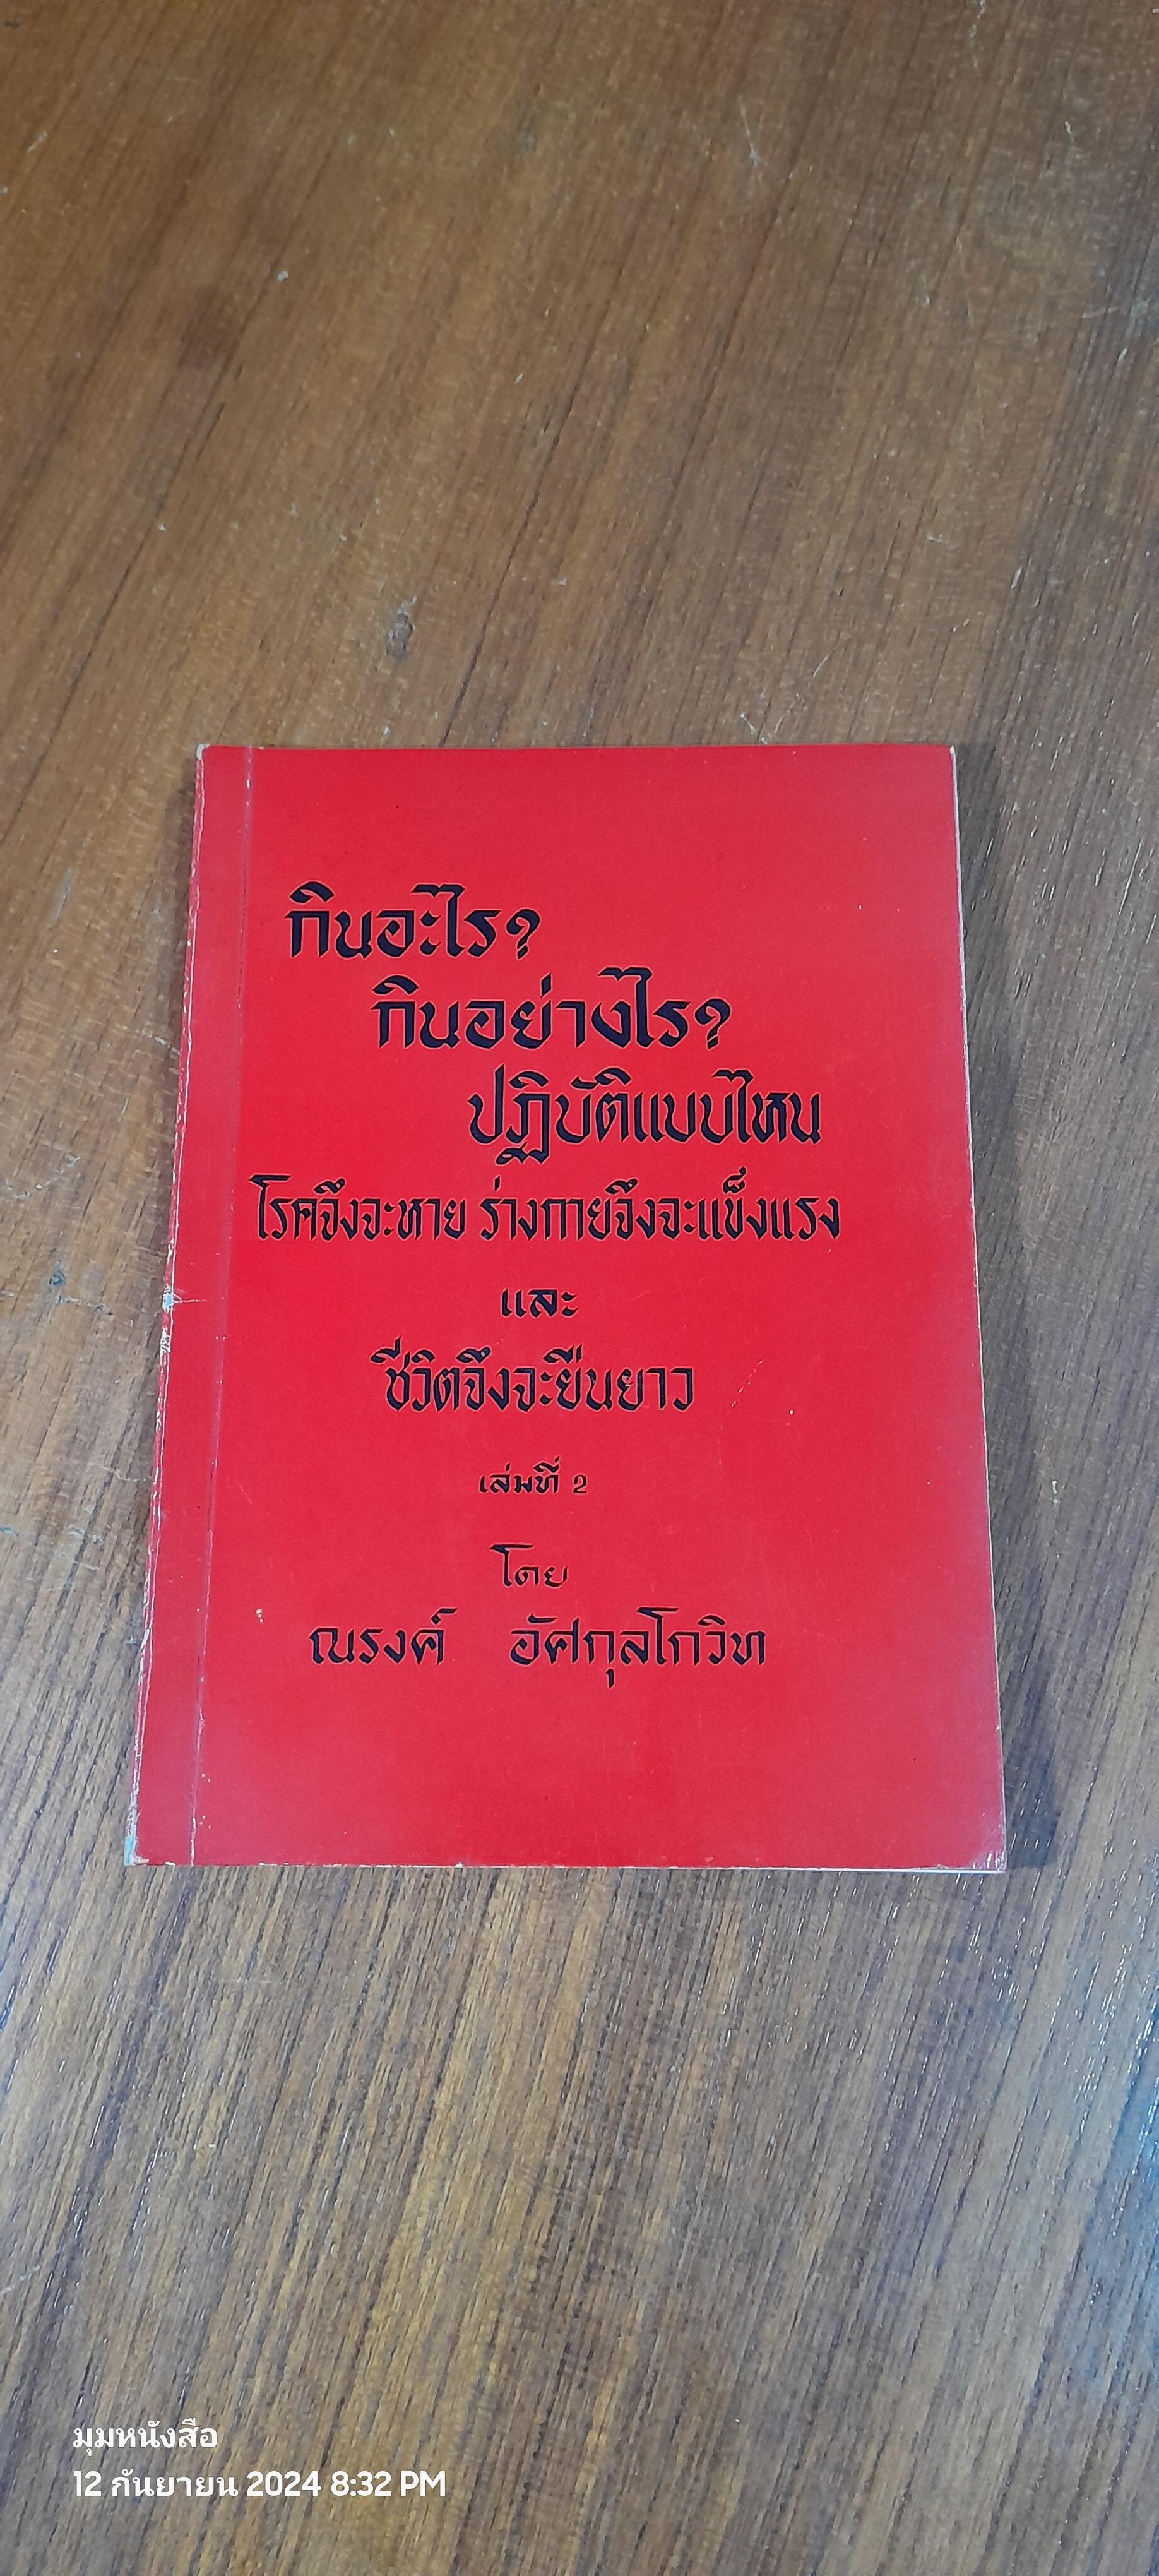 กินอะไร?
กินอย่างไร?
ปฏิบัติแบบไหน
โรคจึงจะหาย ร่างกายจึงจะแข็งแรง
และ
ชีวิตจึงจะยืนยาว
เล่มที่ 2
โดย
ณรงค์ อัศกุลโกวิท
มุมหนังสือ
12 กันยายน 2024 8:32 PM